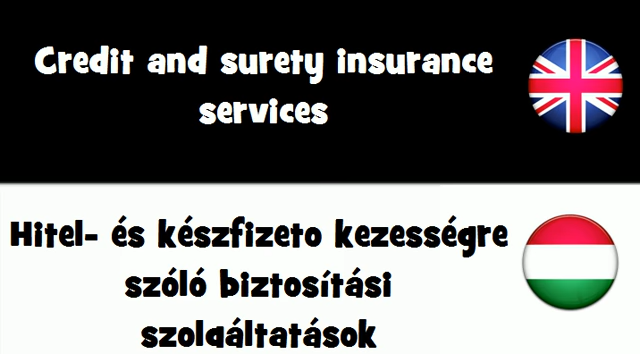 Credit and surety insurance
services
Hitel- és készfizeto kezességre
szóló biztosítási
szolgáltatások